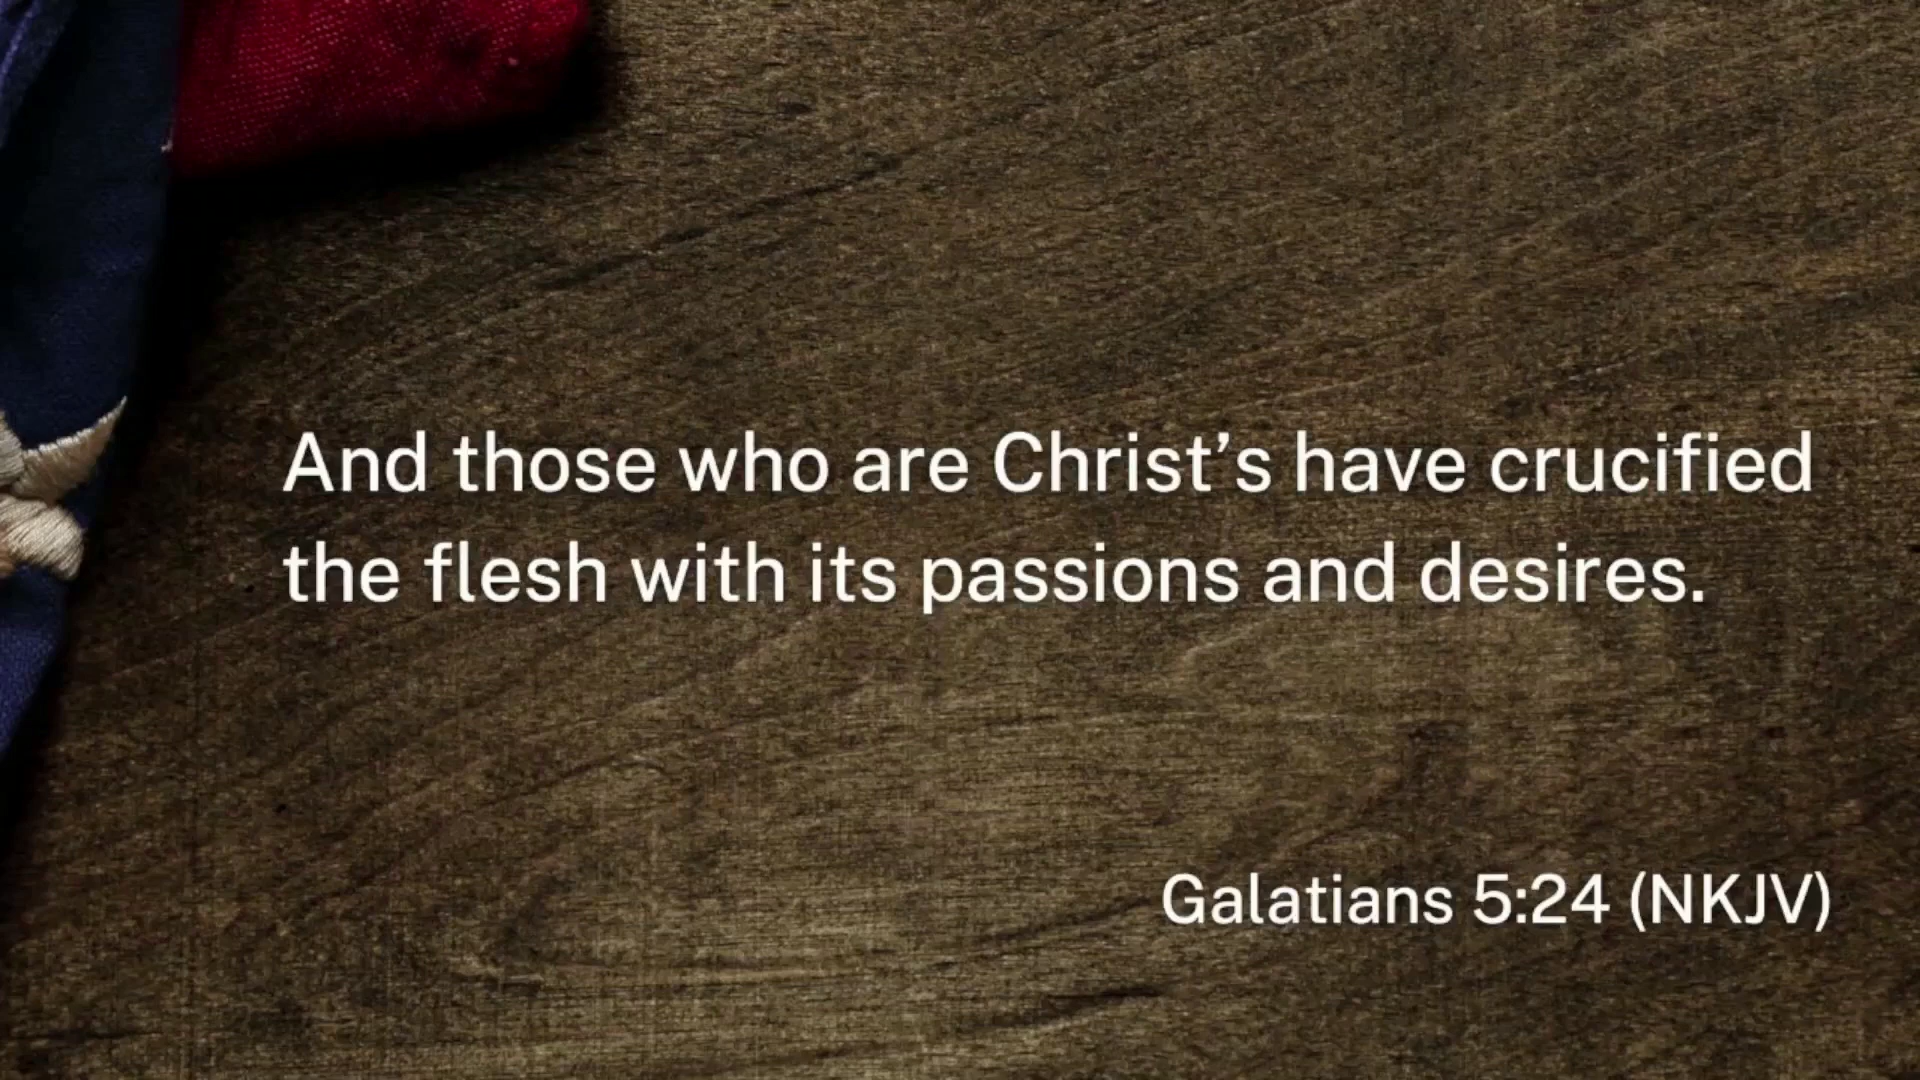 And those who are Christ’s have crucified
the flesh with its passions and desires.
Galatians 5:24 (NKJV)